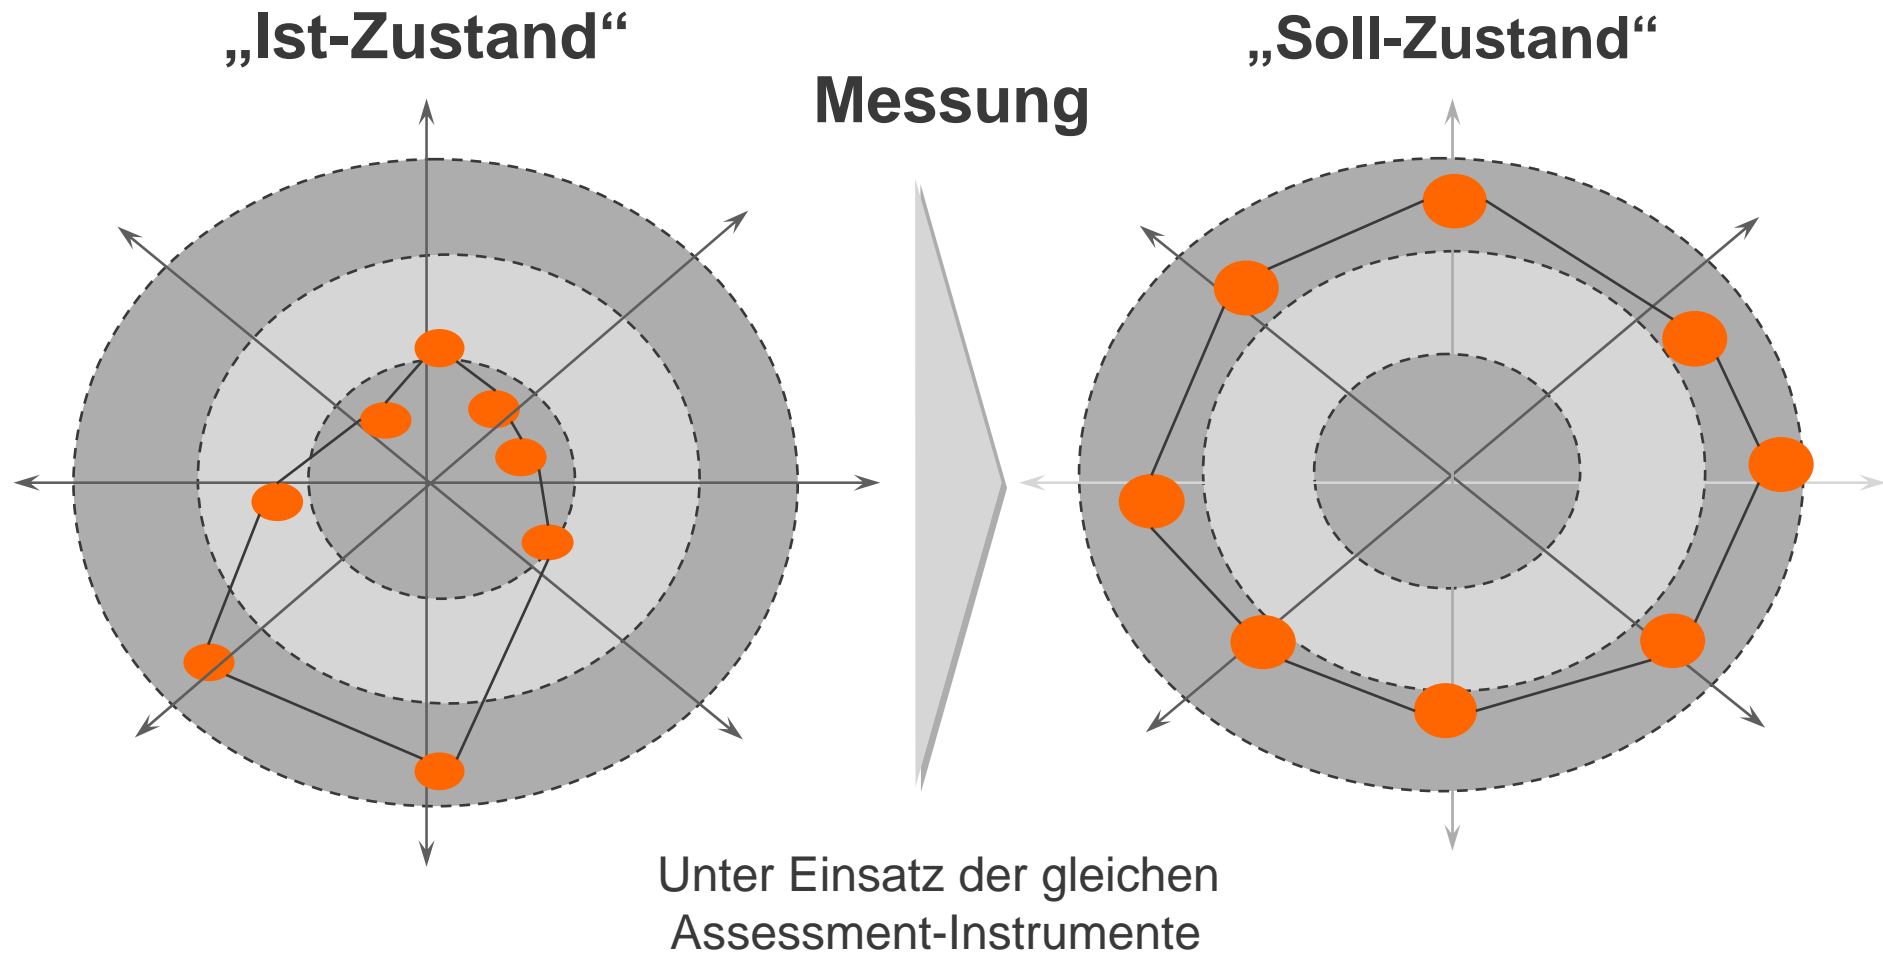 „Ist-Zustand“
„Soll-Zustand“
Messung
Unter Einsatz der gleichen
Assessment-Instrumente